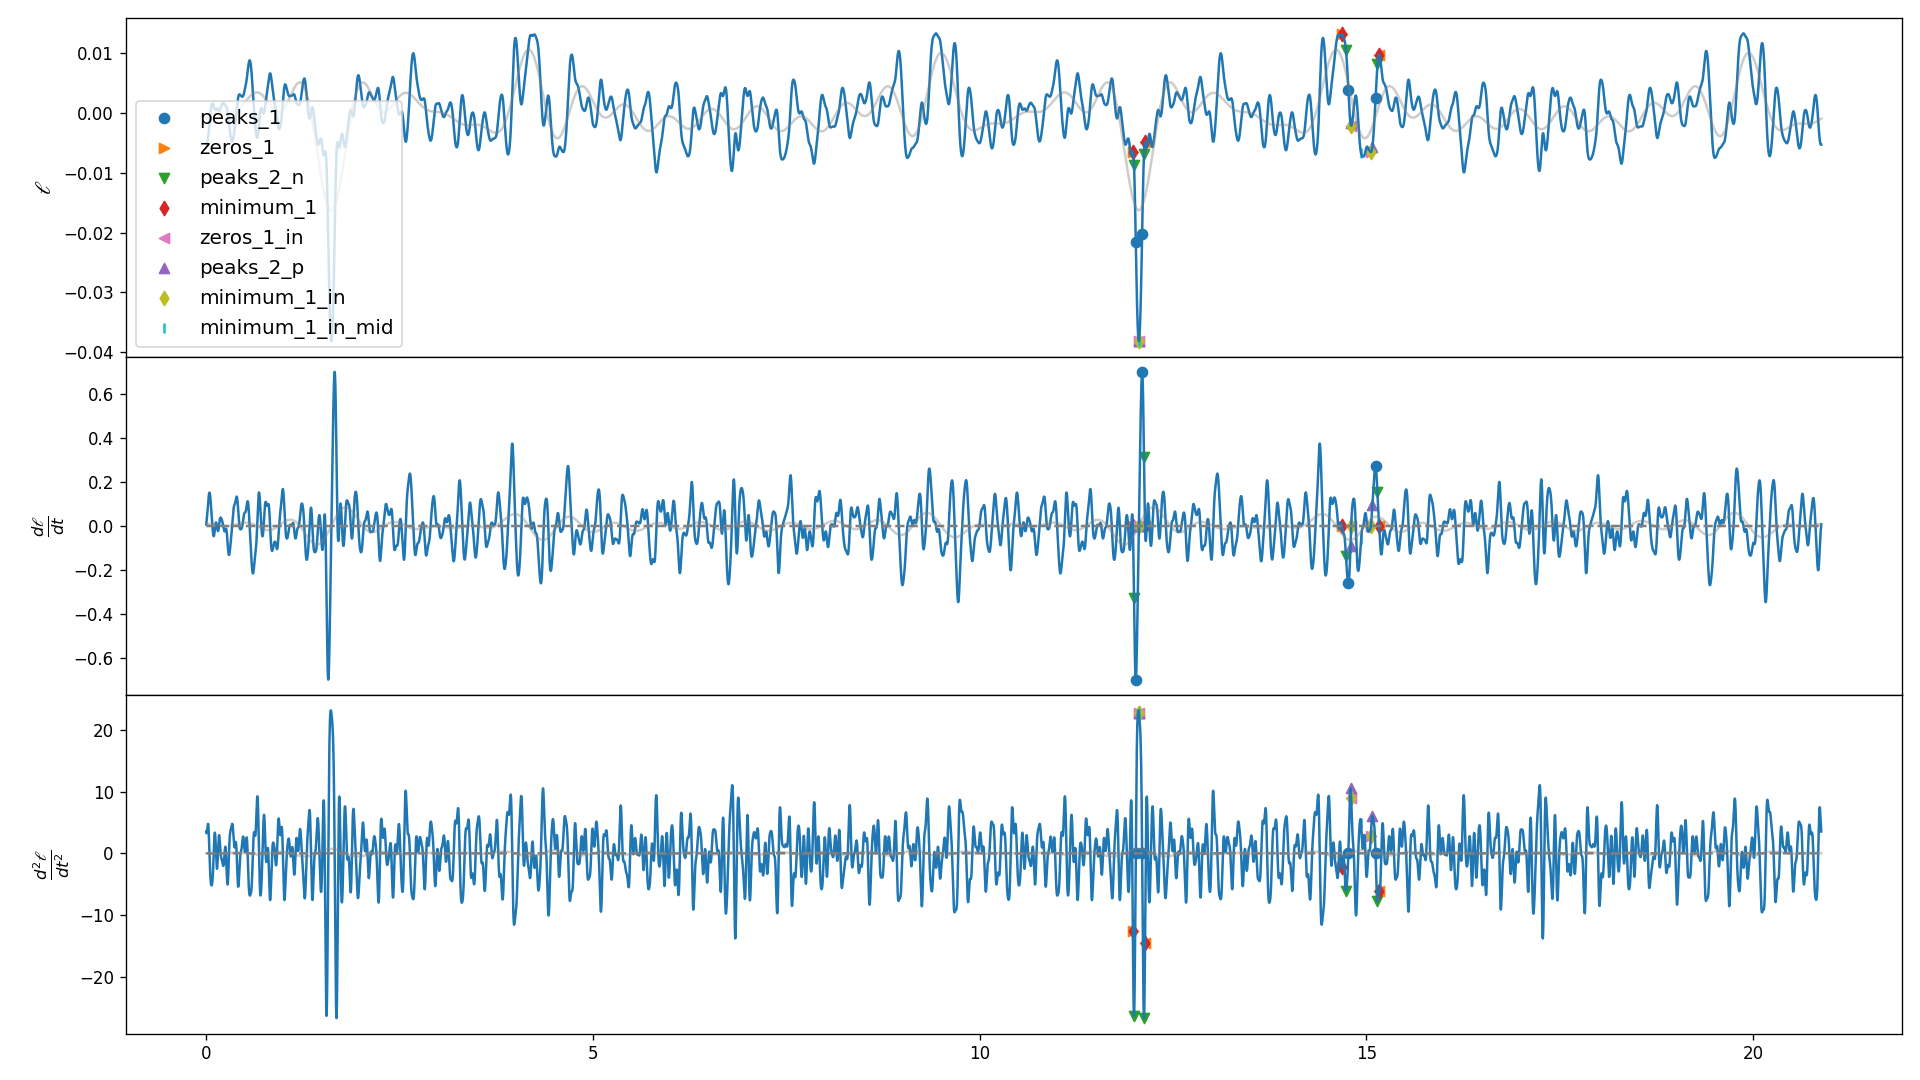 0.01
0.00
−0.01
−0.02
−0.03
−0.04
ℓ
peaks_1
zeros_1
peaks_2_n
minimum_1
zeros_1_in
peaks_2_p
minimum_1_in
minimum_1_in_mid
0.6
0.4
0.2
0.0
−0.2
−0.4
−0.6
dℓ
dt
20
10
0
−10
−20
d²ℓ
dt²
0 5 10 15 20